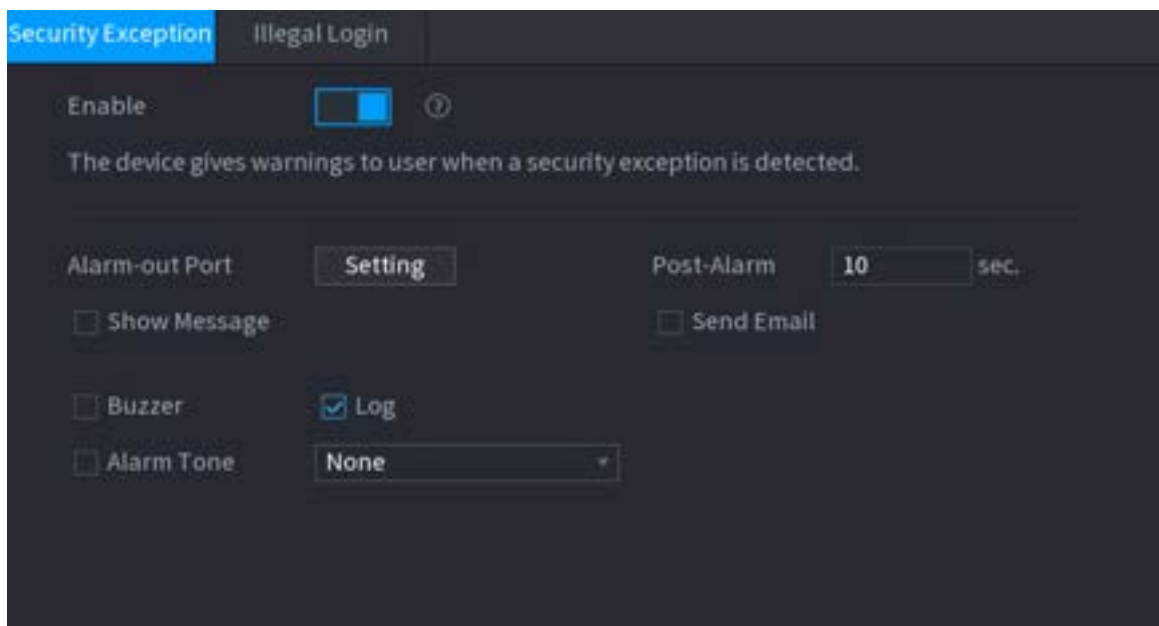 Security Exception Illegal Login
Enable
The device gives warnings to user when a security exception is detected.
Alarm-out Port Setting Post-Alarm 10 sec.
Show Message Send Email
Buzzer Log
Alarm Tone None